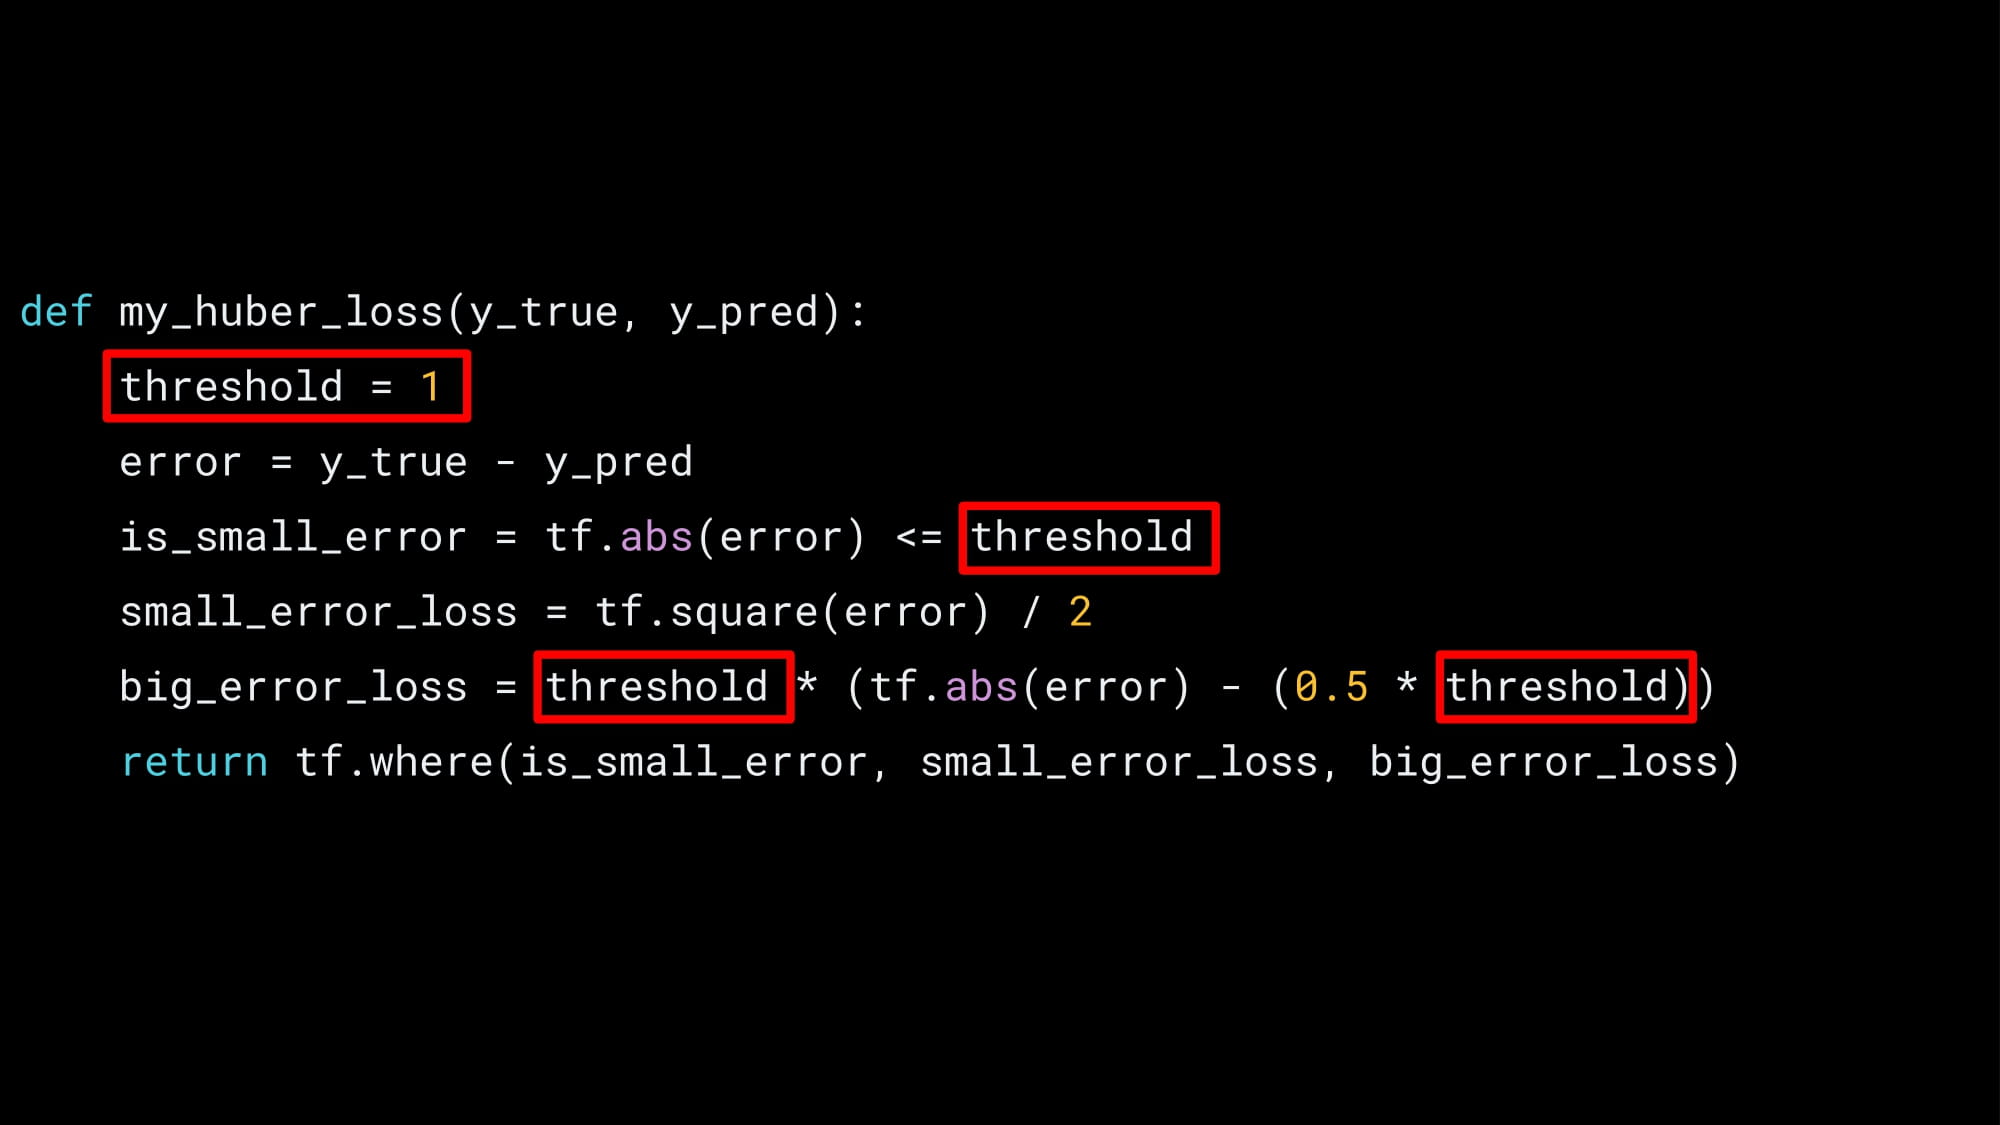 def my_huber_loss(y_true, y_pred):
    threshold = 1
    error = y_true - y_pred
    is_small_error = tf.abs(error) <= threshold
    small_error_loss = tf.square(error) / 2
    big_error_loss = threshold * (tf.abs(error) - (0.5 * threshold))
    return tf.where(is_small_error, small_error_loss, big_error_loss)